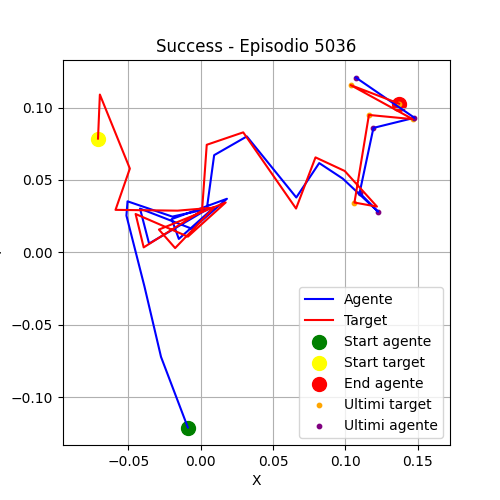 Success - Episodio 5036
0.10
0.05
0.00
−0.05
−0.10
−0.05
0.00
0.05
0.10
0.15
X
Agente
Target
Start agente
Start target
End agente
Ultimi target
Ultimi agente